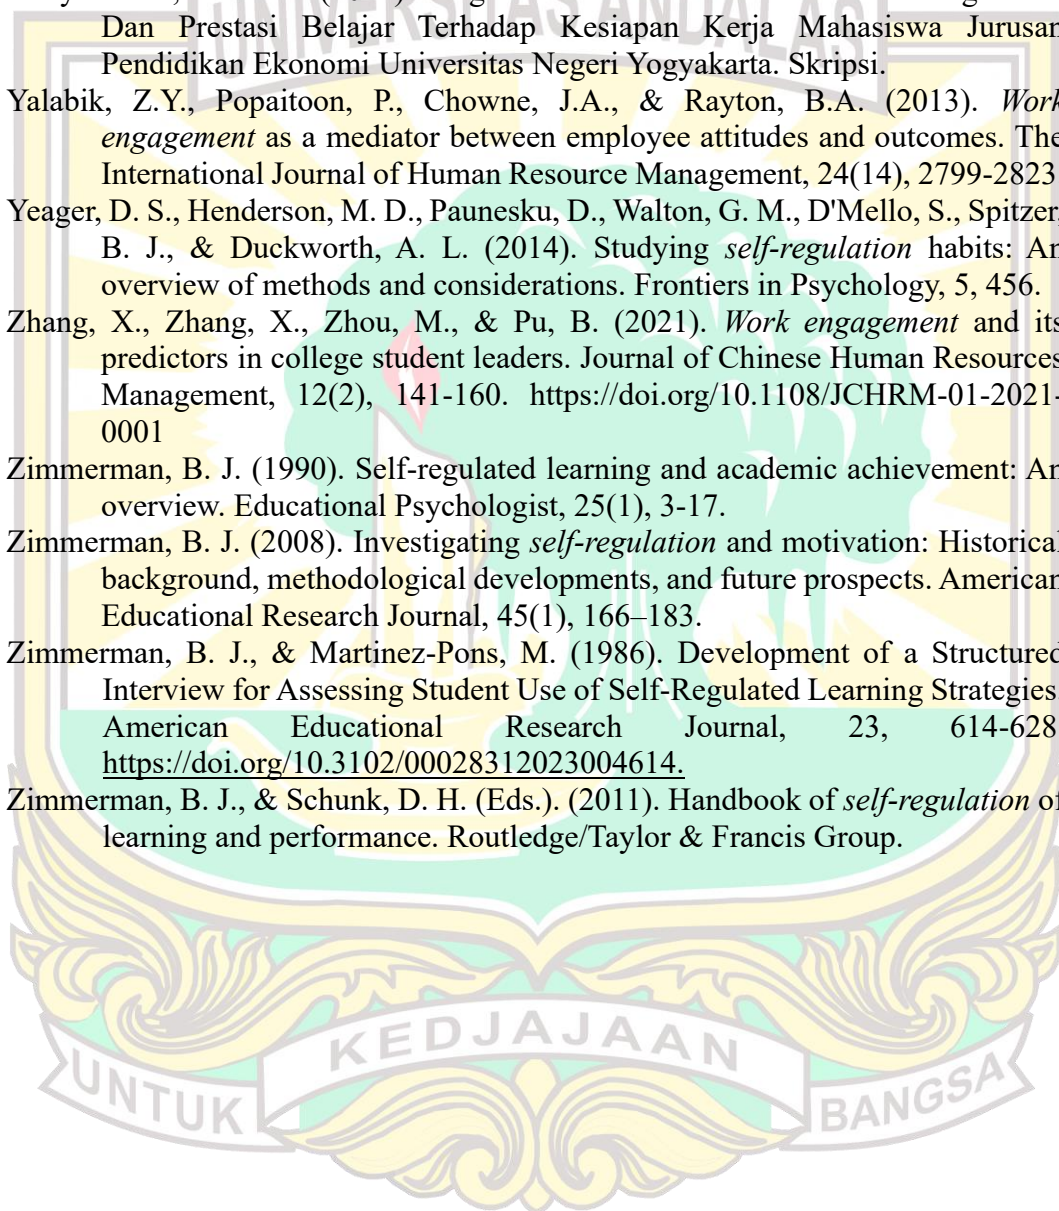 Dan Prestasi Belajar Terhadap Kesiapan Kerja Mahasiswa Jurusan
Pendidikan Ekonomi Universitas Negeri Yogyakarta. Skripsi.
Yalabik, Z.Y., Popaitoon, P., Chowne, J.A., & Rayton, B.A. (2013). Work
engagement as a mediator between employee attitudes and outcomes. The
International Journal of Human Resource Management, 24(14), 2799-2823
Yeager, D. S., Henderson, M. D., Paunesku, D., Walton, G. M., D'Mello, S., Spitzer,
B. J., & Duckworth, A. L. (2014). Studying self-regulation habits: An
overview of methods and considerations. Frontiers in Psychology, 5, 456.
Zhang, X., Zhang, X., Zhou, M., & Pu, B. (2021). Work engagement and its
predictors in college student leaders. Journal of Chinese Human Resources
Management, 12(2), 141-160. https://doi.org/10.1108/JCHRM-01-2021-
0001
Zimmerman, B. J. (1990). Self-regulated learning and academic achievement: An
overview. Educational Psychologist, 25(1), 3-17.
Zimmerman, B. J. (2008). Investigating self-regulation and motivation: Historical
background, methodological developments, and future prospects. American
Educational Research Journal, 45(1), 166–183.
Zimmerman, B. J., & Martinez-Pons, M. (1986). Development of a Structured
Interview for Assessing Student Use of Self-Regulated Learning Strategies
American Educational Research Journal, 23, 614-628
https://doi.org/10.3102/00028312023004614.
Zimmerman, B. J., & Schunk, D. H. (Eds.). (2011). Handbook of self-regulation of
learning and performance. Routledge/Taylor & Francis Group.
UNIVERSITAS ANDALAS
UNTUK KEDJAJAAN BANGSA